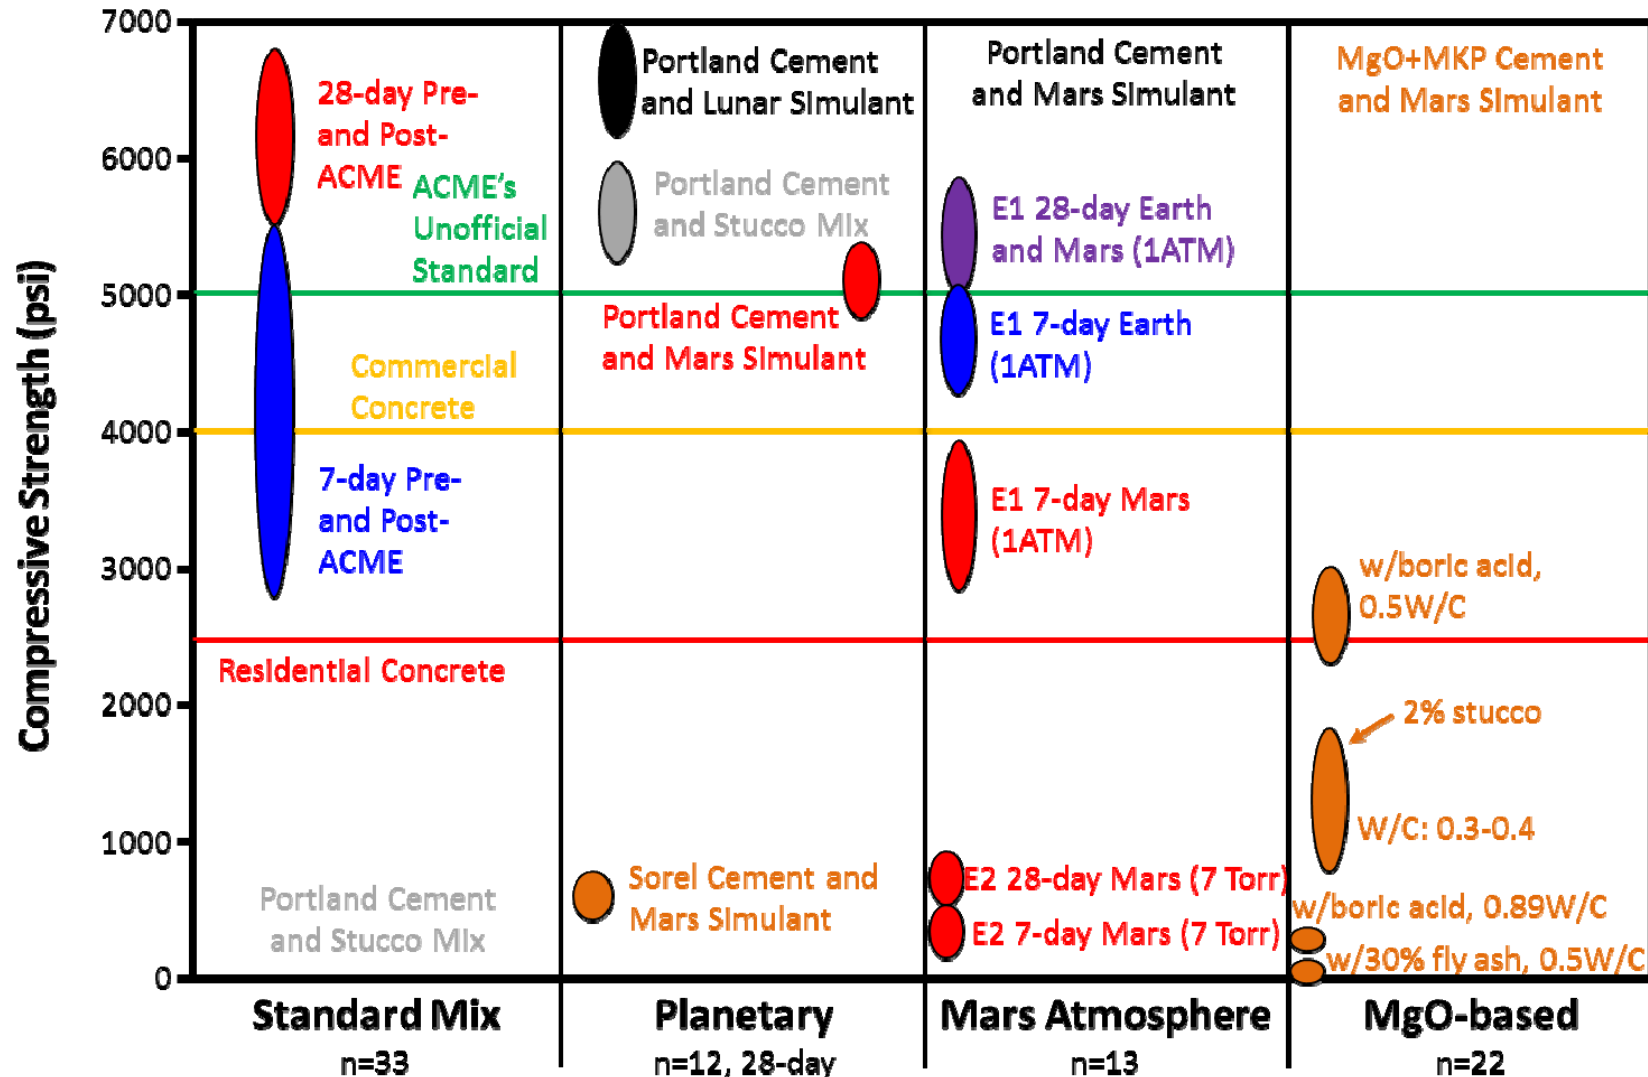 Compressive Strength (psi)
7000
6000
5000
4000
3000
2000
1000
0
28-day Pre-
and Post-
ACME
ACME's
Unofficial
Standard
Commercial
Concrete
7-day Pre-
and Post-
ACME
Residential Concrete
Portland Cement
and Stucco Mix
Portland Cement
and Lunar Simulant
Portland Cement
and Stucco Mix
Portland Cement
and Mars Simulant
Sorel Cement and
Mars Simulant
Portland Cement
and Mars Simulant
E1 28-day Earth
and Mars (1ATM)
E1 7-day Earth
(1ATM)
E1 7-day Mars
(1ATM)
E2 28-day Mars (7 Torr)
E2 7-day Mars (7 Torr)
MgO+MKP Cement
and Mars Simulant
w/boric acid,
0.5W/C
2% stucco
W/C: 0.3-0.4
w/boric acid, 0.89W/C
w/30% fly ash, 0.5W/C
Standard Mix
n=33
Planetary
n=12, 28-day
Mars Atmosphere
n=13
MgO-based
n=22